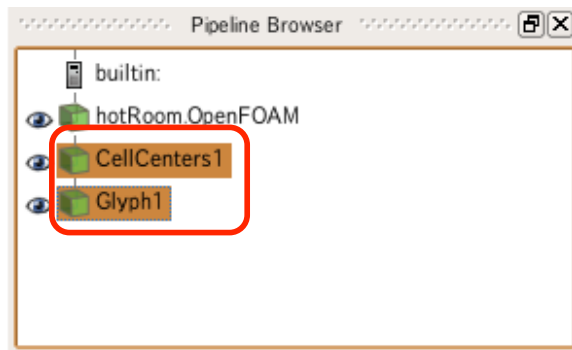 Pipeline Browser
builtin:
hotRoom.OpenFOAM
CellCenters1
Glyph1